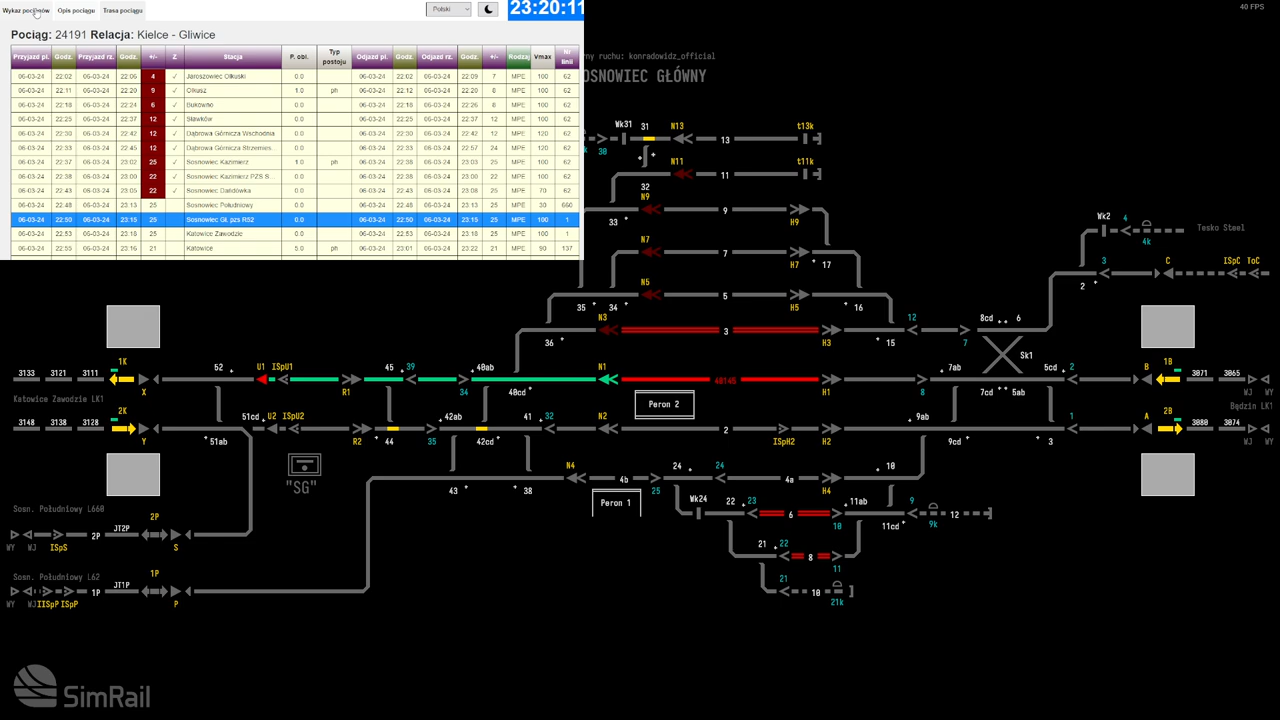 Wykaz pociągów Opis pociągu Trasa pociągu
Polski
23:20:11
40 FPS
Pociąg: 24191 Relacja: Kielce - Gliwice
Przyjazd pl. Godz. Przyjazd rz. Godz. +/- Z Stacja P. obl. Typ postoju Odjazd pl. Godz. Odjazd rz. Godz. +/- Rodzaj Vmax Nr linii
06-03-24 22:02 06-03-24 22:06 4 ✓ Jaroszowiec Olkuski 0.0 06-03-24 22:02 06-03-24 22:09 7 MPE 100 62
06-03-24 22:11 06-03-24 22:20 9 ✓ Olkusz 1.0 ph 06-03-24 22:12 06-03-24 22:20 8 MPE 100 62
06-03-24 22:18 06-03-24 22:24 6 ✓ Bukowno 0.0 06-03-24 22:18 06-03-24 22:26 8 MPE 100 62
06-03-24 22:25 06-03-24 22:37 12 ✓ Sławków 0.0 06-03-24 22:25 06-03-24 22:37 12 MPE 100 62
06-03-24 22:30 06-03-24 22:42 12 ✓ Dąbrowa Górnicza Wschodnia 0.0 06-03-24 22:30 06-03-24 22:42 12 MPE 120 62
06-03-24 22:33 06-03-24 22:45 12 ✓ Dąbrowa Górnicza Strzemies... 0.0 06-03-24 22:33 06-03-24 22:57 24 MPE 120 62
06-03-24 22:37 06-03-24 23:02 25 ✓ Sosnowiec Kazimierz 1.0 ph 06-03-24 22:38 06-03-24 23:03 25 MPE 100 62
06-03-24 22:38 06-03-24 23:00 22 ✓ Sosnowiec Kazimierz PZS S... 0.0 06-03-24 22:38 06-03-24 23:00 22 MPE 100 62
06-03-24 22:43 06-03-24 23:05 22 ✓ Sosnowiec Dańdówka 0.0 06-03-24 22:43 06-03-24 23:08 25 MPE 70 62
06-03-24 22:48 06-03-24 23:13 25 Sosnowiec Południowy 0.0 06-03-24 22:48 06-03-24 23:13 25 MPE 30 660
06-03-24 22:50 06-03-24 23:15 25 Sosnowiec Gł. pzs R52 0.0 06-03-24 22:50 06-03-24 23:15 25 MPE 100 1
06-03-24 22:53 06-03-24 23:18 25 Katowice Zawodzie 0.0 06-03-24 22:53 06-03-24 23:18 25 MPE 100 1
06-03-24 22:55 06-03-24 23:16 21 Katowice 5.0 ph 06-03-24 23:01 06-03-24 23:22 21 MPE 90 137
ny ruchu: konradowidz_official
OSNOWIEC GŁÓWNY
Wk31 31 N13 t13k
k 30 13
N11 t11k
11
32
N9
33 9 H9
Wk2 4
4k Tesko Steel
N7
7 H7 17
3 C ISpC ToC
2
N5
35 34 5 H5 16
N3 12 8cd 6
36 3 H3 15 7
Sk1
1K 52 U1 ISpU1 45 39 40ab N1 7ab 5cd 2 1B
3133 3121 3111 48145 B 3071 3065
X R1 34 40cd H1 8 7cd 5ab
Katowice Zawodzie LK1 Peron 2 Będzin LK1
2K 51cd U2 ISpU2 42ab 41 32 N2 9ab 1 2B
3148 3138 3128 2 A 3080 3074
Y 51ab R2 44 35 42cd ISpH2 H2 9cd 3 WJ WY
"SG"
N4 4b 24 24 4a 10
43 38 25 H4
Peron 1
Wk24 22 23 11ab 9
6 12
10 11cd 9k
Sosn. Południowy L660
2P
JT2P 2P
WY WJ ISpS S
21 22
8
11
Sosn. Południowy L62
1P
JT1P 1P
WY WJ IISpP ISpP P
21
10
21k
SimRail